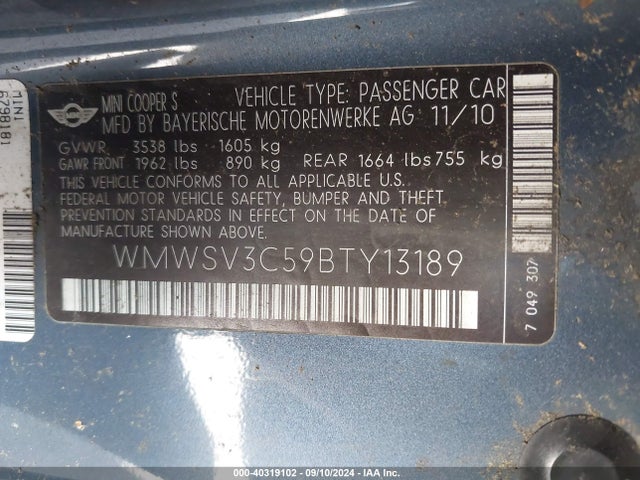 MINI
MINI COOPER S VEHICLE TYPE: PASSENGER CAR
MFD BY BAYERISCHE MOTORENWERKE AG 11/10
GVWR 3538 lbs 1605 kg
GAWR FRONT 1962 lbs 890 kg REAR 1664 lbs 755 kg
THIS VEHICLE CONFORMS TO ALL APPLICABLE U.S.
FEDERAL MOTOR VEHICLE SAFETY, BUMPER AND THEFT
PREVENTION STANDARDS IN EFFECT ON THE DATE OF
MANUFACTURE SHOWN ABOVE.
WMWSV3C59BTY13189
7 049 307
MINI
6798181
000-40319102 - 09/10/2024 - IAA Inc.